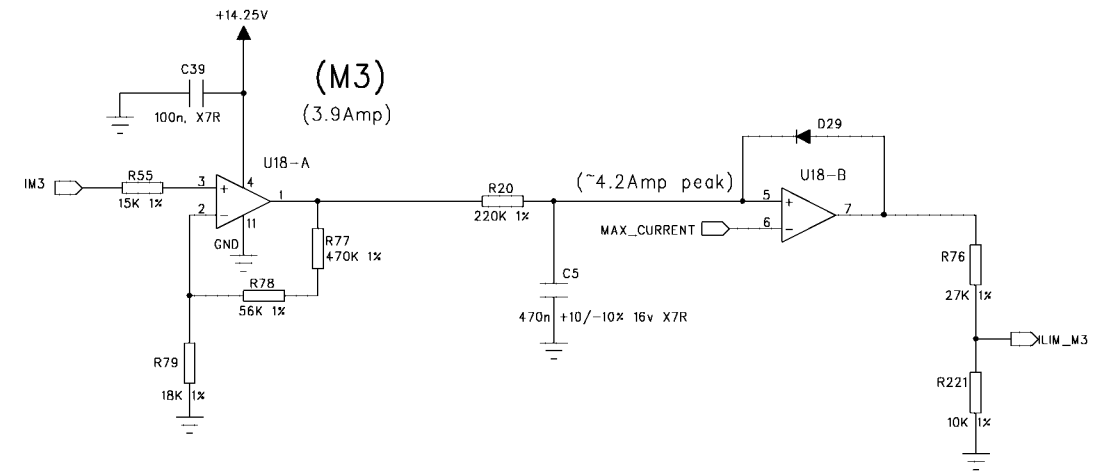 +14.25V
C39
100n, X7R
(M3)
(3.9Amp)
U18-A
IM3
R55
15K 1%
3
+
4
1
2
-
11
GND
R77
470K 1%
R78
56K 1%
R79
18K 1%
R20
220K 1%
(~4.2Amp peak)
C5
470n +10/-10% 16v X7R
D29
U18-B
MAX_CURRENT
5
+
6
-
7
R76
27K 1%
ILIM_M3
R221
10K 1%